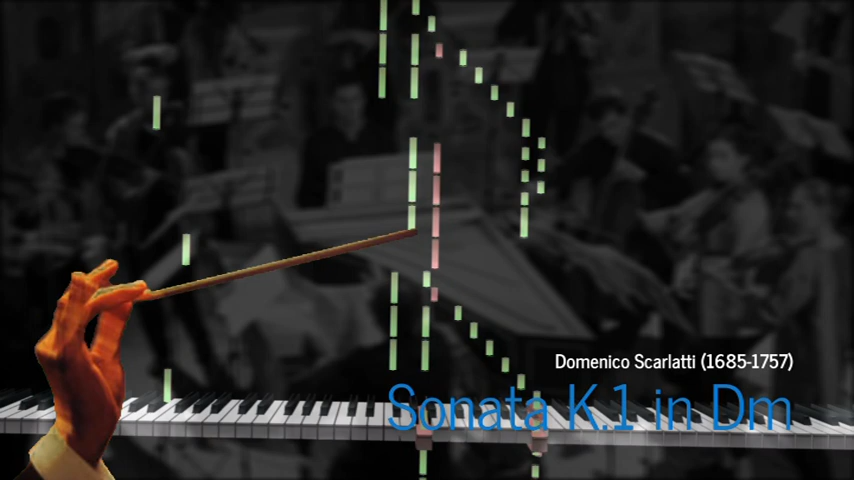 Domenico Scarlatti (1685-1757)
Sonata K.1 in Dm